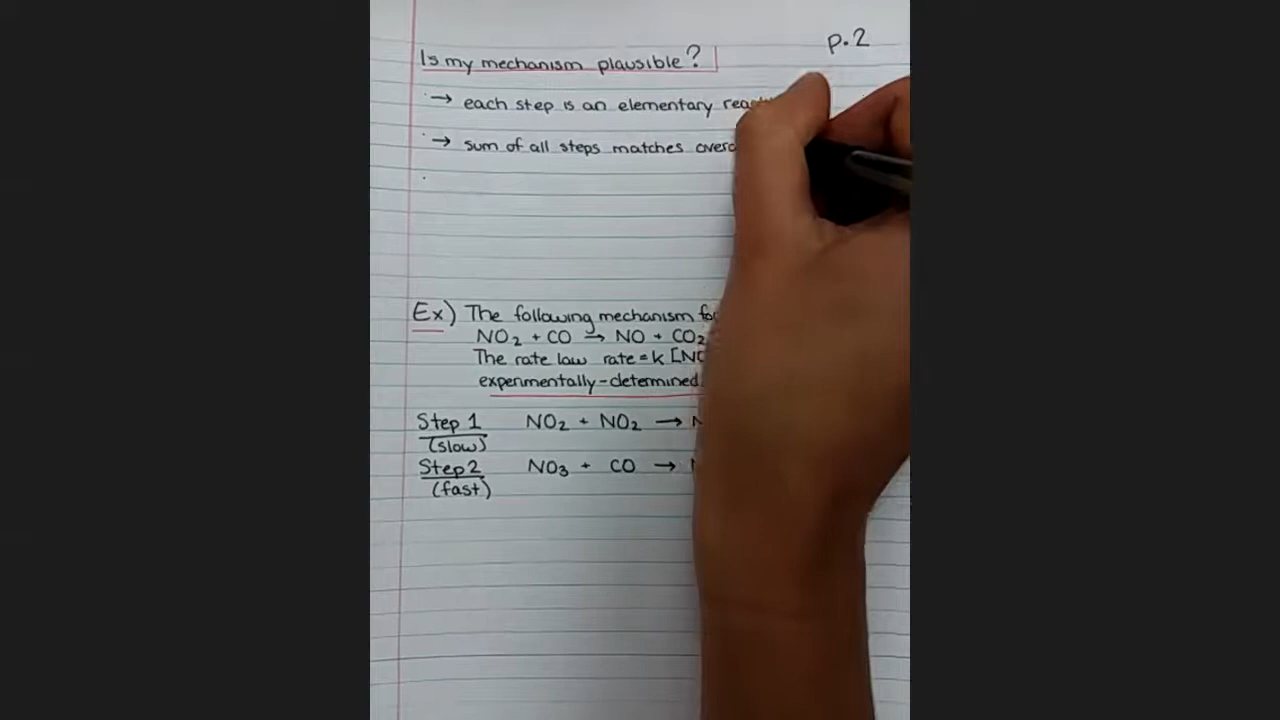 p.2
Is my mechanism plausible?
→ each step is an elementary
→ sum of all steps matches
Ex) The following mechanism
NO₂ + CO → NO + CO₂
The rate law rate = k
experimentally-determined.
Step 1 NO₂ + NO₂ →
(slow)
Step 2 NO₃ + CO →
(fast)